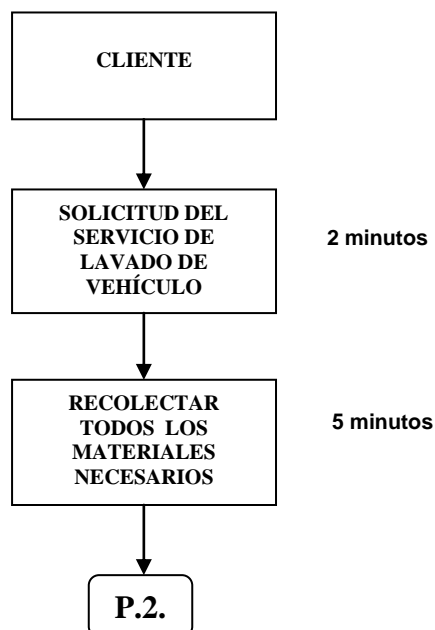 CLIENTE
SOLICITUD DEL
SERVICIO DE
LAVADO DE
VEHÍCULO
2 minutos
RECOLECTAR
TODOS LOS
MATERIALES
NECESARIOS
5 minutos
P.2.